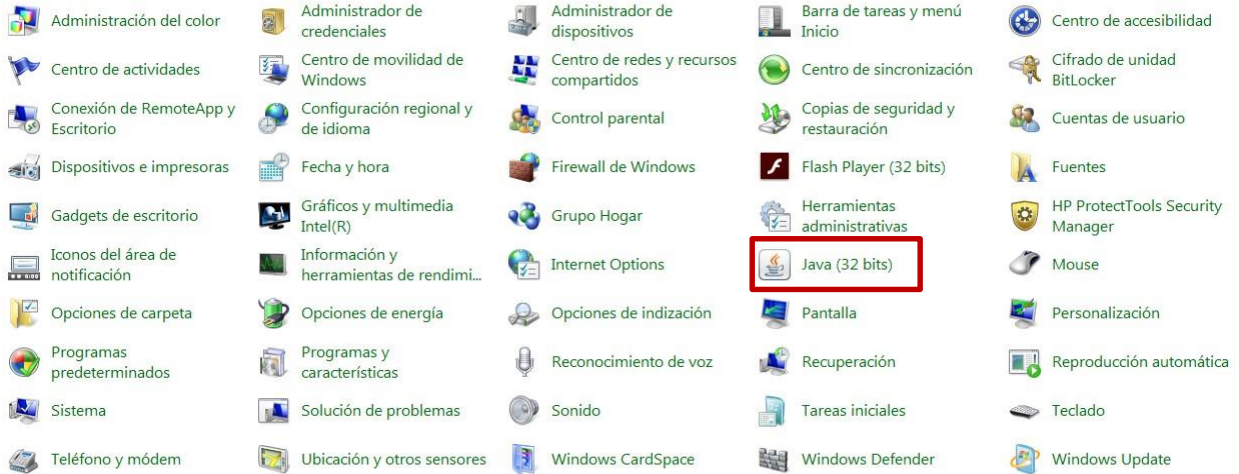 Administración del color
Administrador de
credenciales
Administrador de
dispositivos
Barra de tareas y menú
Inicio
Centro de accesibilidad
Centro de actividades
Centro de movilidad de
Windows
Centro de redes y recursos
compartidos
Centro de sincronización
Cifrado de unidad
BitLocker
Conexión de RemoteApp y
Escritorio
Configuración regional y
de idioma
Control parental
Copias de seguridad y
restauración
Cuentas de usuario
Dispositivos e impresoras
Fecha y hora
Firewall de Windows
Flash Player (32 bits)
Fuentes
Gadgets de escritorio
Gráficos y multimedia
Intel(R)
Grupo Hogar
Herramientas
administrativas
HP ProtectTools Security
Manager
Iconos del área de
notificación
Información y
herramientas de rendimi...
Internet Options
Java (32 bits)
Mouse
Opciones de carpeta
Opciones de energía
Opciones de indización
Pantalla
Personalización
Programas
predeterminados
Programas y
características
Reconocimiento de voz
Recuperación
Reproducción automática
Sistema
Solución de problemas
Sonido
Tareas iniciales
Teclado
Teléfono y módem
Ubicación y otros sensores
Windows CardSpace
Windows Defender
Windows Update